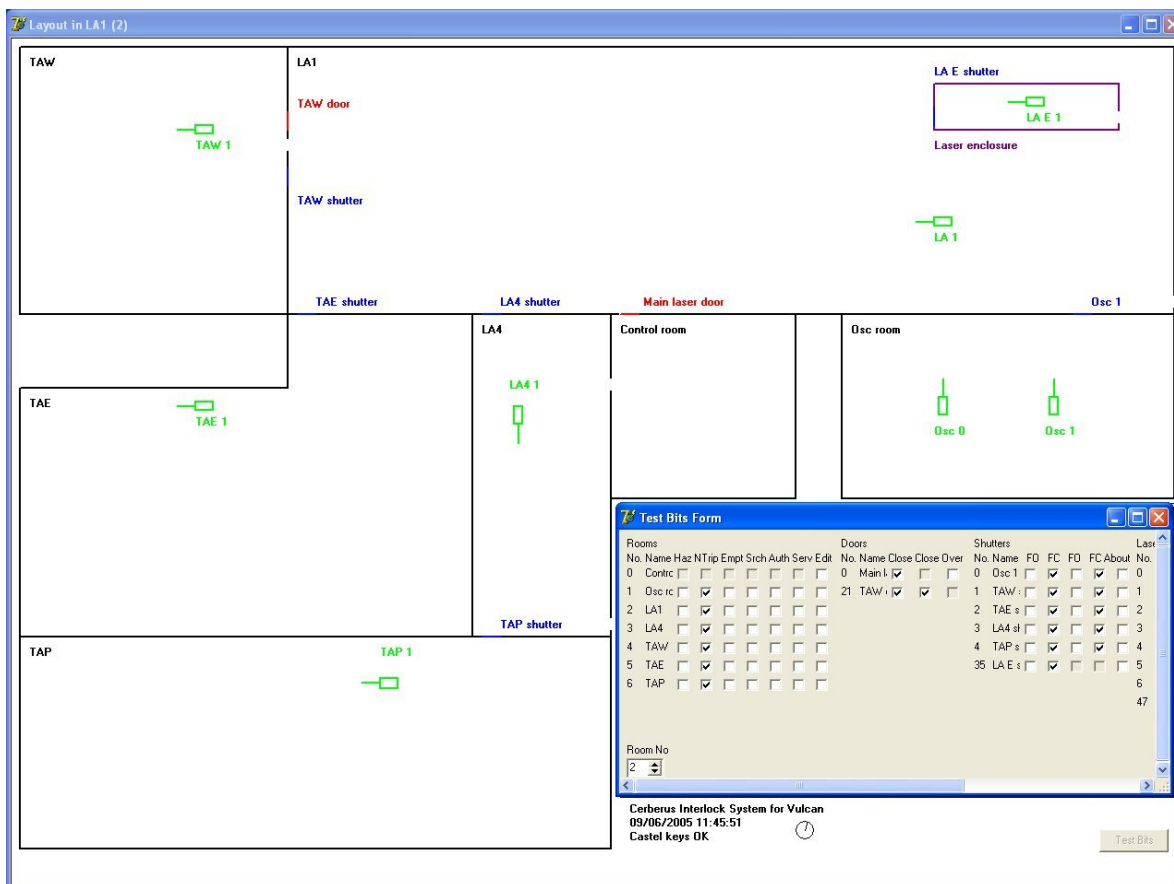 Layout in LA1 (2)
TAW
LA1
LA E shutter
TAW door
LA E 1
TAW 1
Laser enclosure
TAW shutter
LA 1
TAE shutter
LA4 shutter
Main laser door
Osc 1
LA4
Control room
Osc room
LA4 1
TAE
TAE 1
Osc 0
Osc 1
Test Bits Form
Rooms Doors Shutters Lase
No. Name Haz NTrip Empt Srch Auth Serv Edit No. Name Close Close Over No. Name FO FC FO FC About No.
0 Contrc 0 Main l 0 Osc 1 0
1 Osc rc 21 TAW 1 TAW 1
2 LA1 2 TAE s 2
3 LA4 3 LA4 sl 3
4 TAW 4 TAP s 4
5 TAE 35 LA E s 5
6 TAP 6
47
Room No
2
TAP shutter
TAP
TAP 1
Cerberus Interlock System for Vulcan
09/06/2005 11:45:51
Castel keys OK
Test Bits